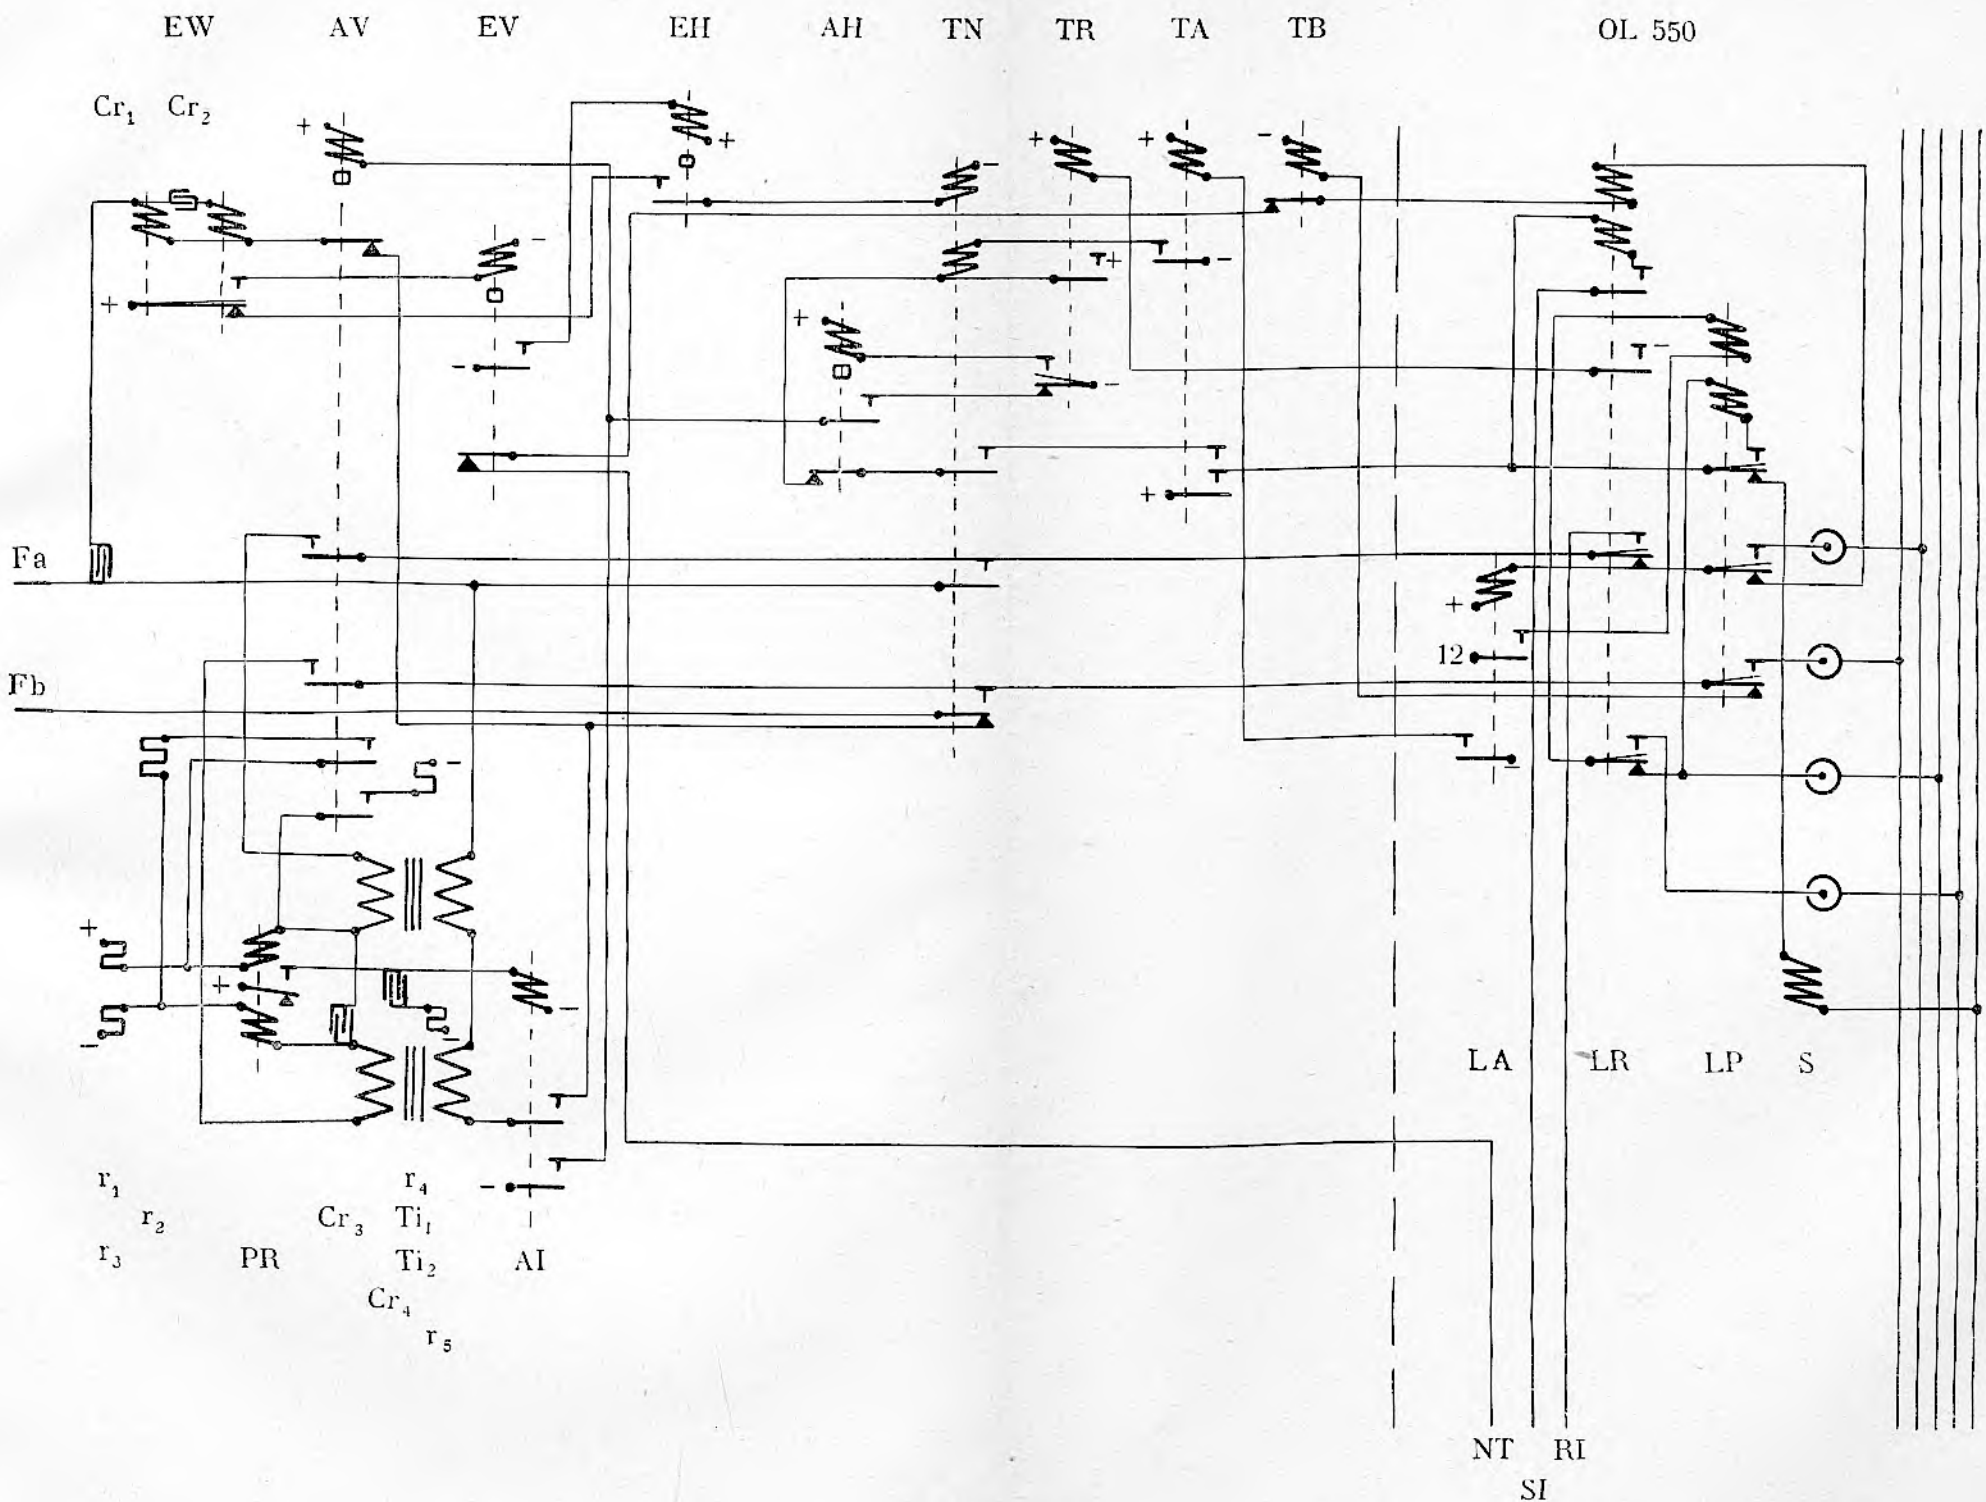 EW AV EV EH AH TN TR TA TB OL 550
Cr₁ Cr₂
+
+
+
+
-
-
+
-
+
+
-
-
+
-
-
+
Fa
+
12
Fb
-
-
+
+
-
-
-
LA LR LP S
-
r₁ r₄
r₂ Cr₃ Ti₁
r₃ PR Ti₂ AI
Cr₄
r₅
NT RI
SI